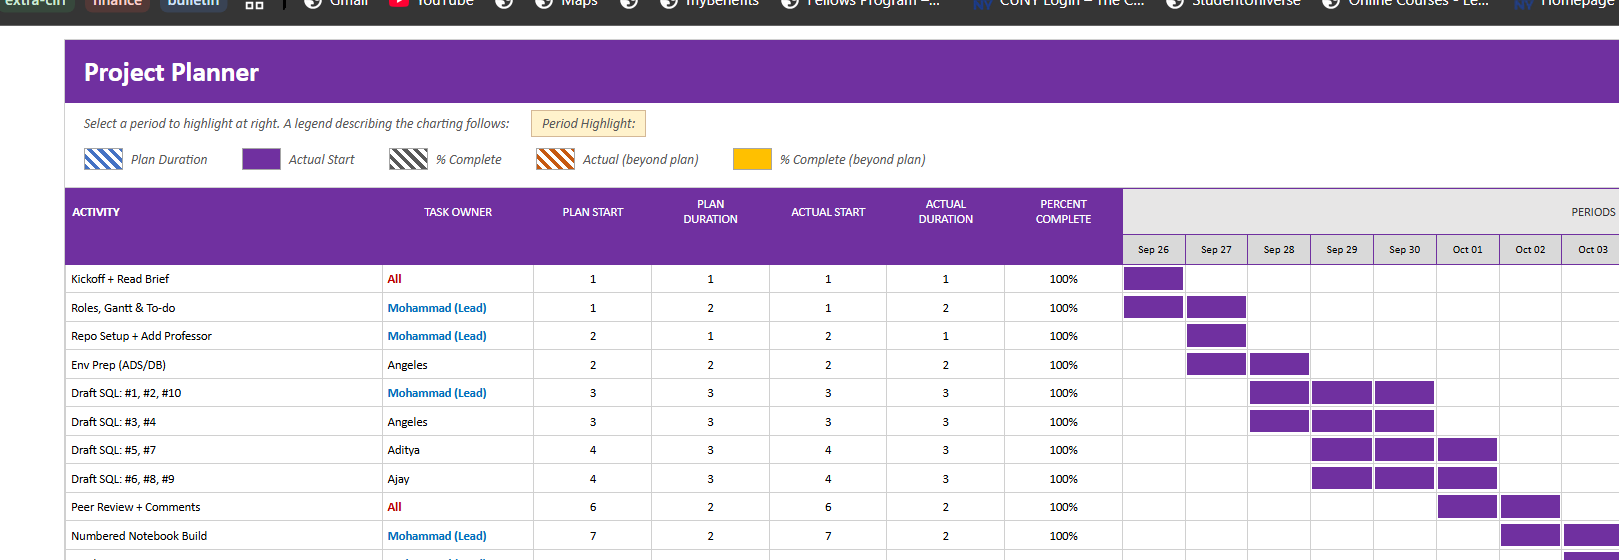 extra-cirr finance bulletin Gmail YouTube Maps myBenefits Fellows Program –... CUNY Login – The C... StudentUniverse Online Courses - Le... Homepage
Project Planner
Select a period to highlight at right. A legend describing the charting follows: Period Highlight:
Plan Duration Actual Start % Complete Actual (beyond plan) % Complete (beyond plan)
ACTIVITY TASK OWNER PLAN START PLAN DURATION ACTUAL START ACTUAL DURATION PERCENT COMPLETE PERIODS
Sep 26 Sep 27 Sep 28 Sep 29 Sep 30 Oct 01 Oct 02 Oct 03
Kickoff + Read Brief All 1 1 1 1 100%
Roles, Gantt & To-do Mohammad (Lead) 1 2 1 2 100%
Repo Setup + Add Professor Mohammad (Lead) 2 1 2 1 100%
Env Prep (ADS/DB) Angeles 2 2 2 2 100%
Draft SQL: #1, #2, #10 Mohammad (Lead) 3 3 3 3 100%
Draft SQL: #3, #4 Angeles 3 3 3 3 100%
Draft SQL: #5, #7 Aditya 4 3 4 3 100%
Draft SQL: #6, #8, #9 Ajay 4 3 4 3 100%
Peer Review + Comments All 6 2 6 2 100%
Numbered Notebook Build Mohammad (Lead) 7 2 7 2 100%